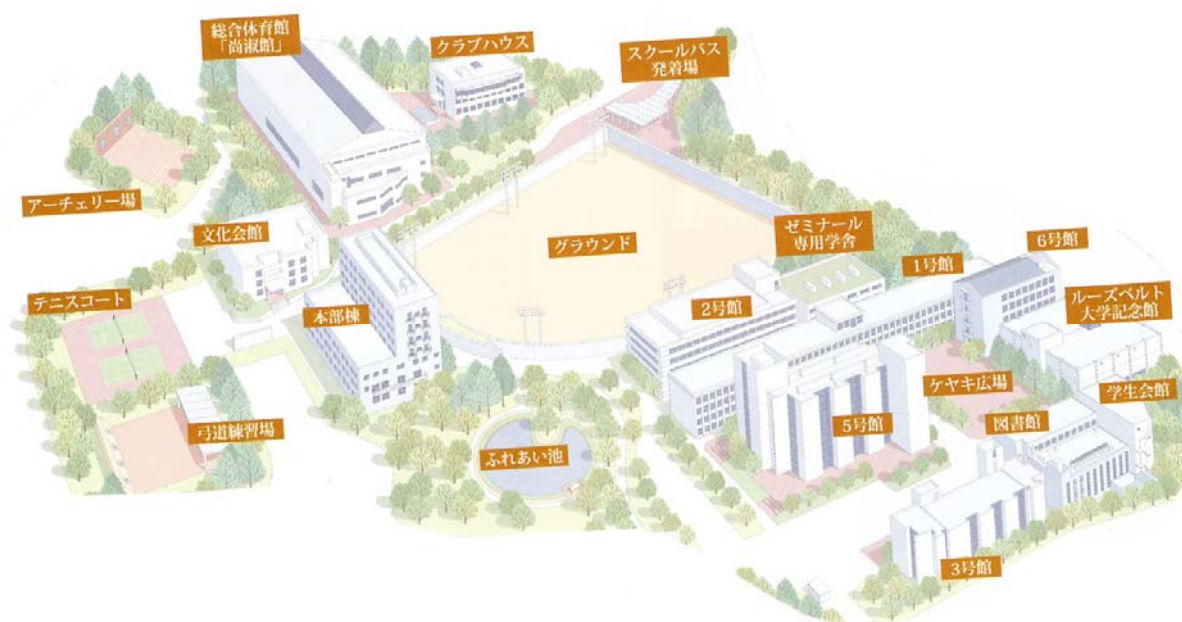 総合体育館
「尚淑館」
クラブハウス
スクールバス
発着場
アーチェリー場
文化会館
グラウンド
ゼミナール
専用学舎
6号館
1号館
ルーズベルト
大学記念館
テニスコート
本部棟
2号館
ケヤキ広場
学生会館
弓道練習場
ふれあい池
5号館
図書館
3号館